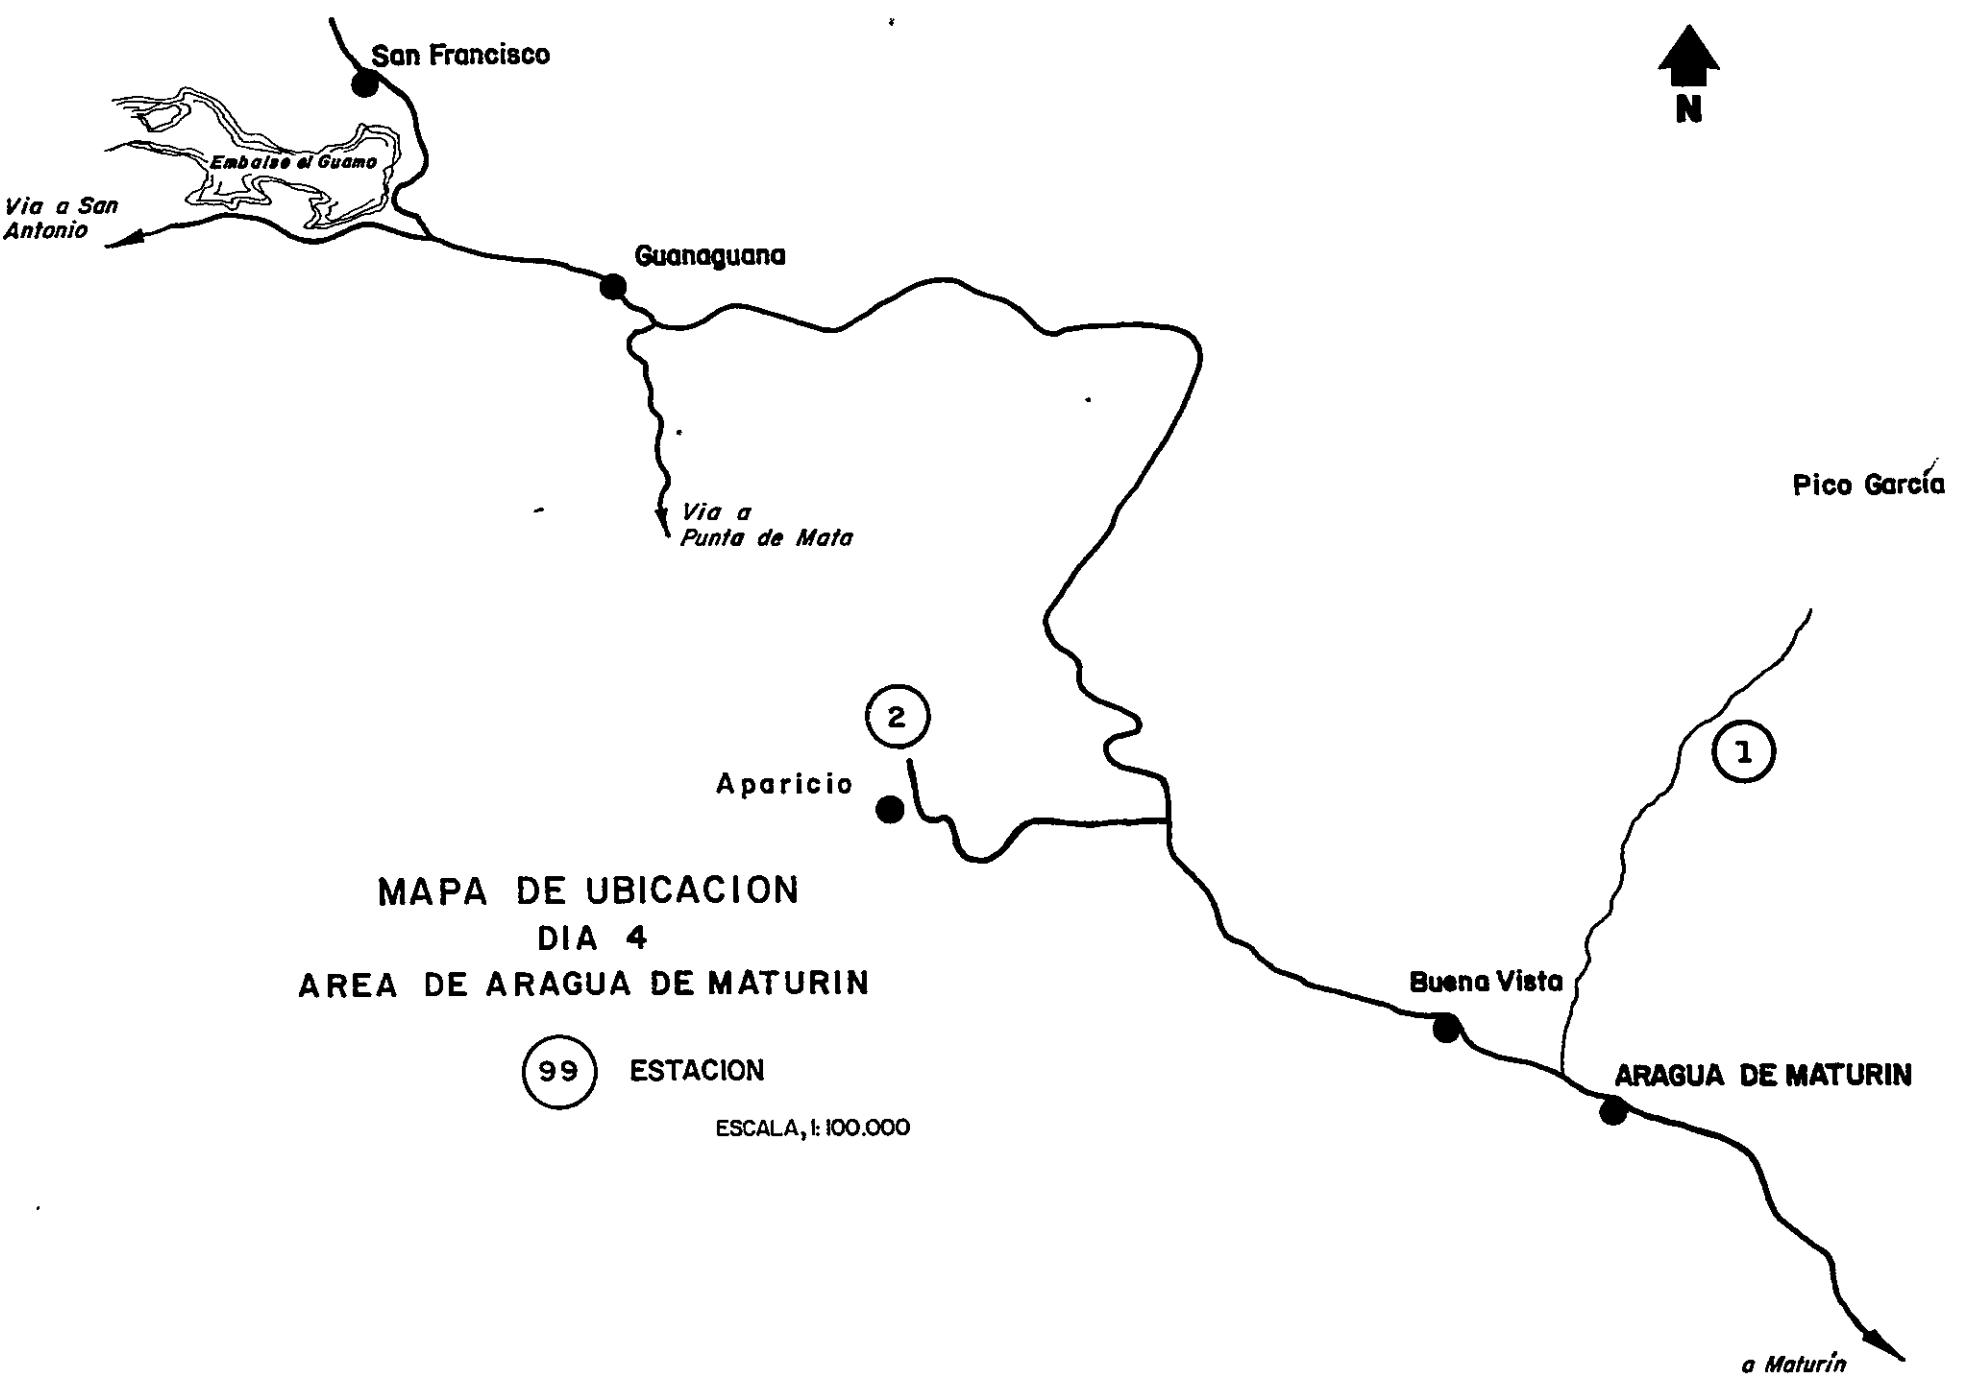 San Francisco
N
Embalse el Guamo
Via a San
Antonio
Guanaguana
Pico García
Via a
Punta de Mata
2
1
Aparicio
MAPA DE UBICACION
DIA 4
AREA DE ARAGUA DE MATURIN
Buena Vista
99 ESTACION
ARAGUA DE MATURIN
ESCALA, 1:100.000
a Maturín